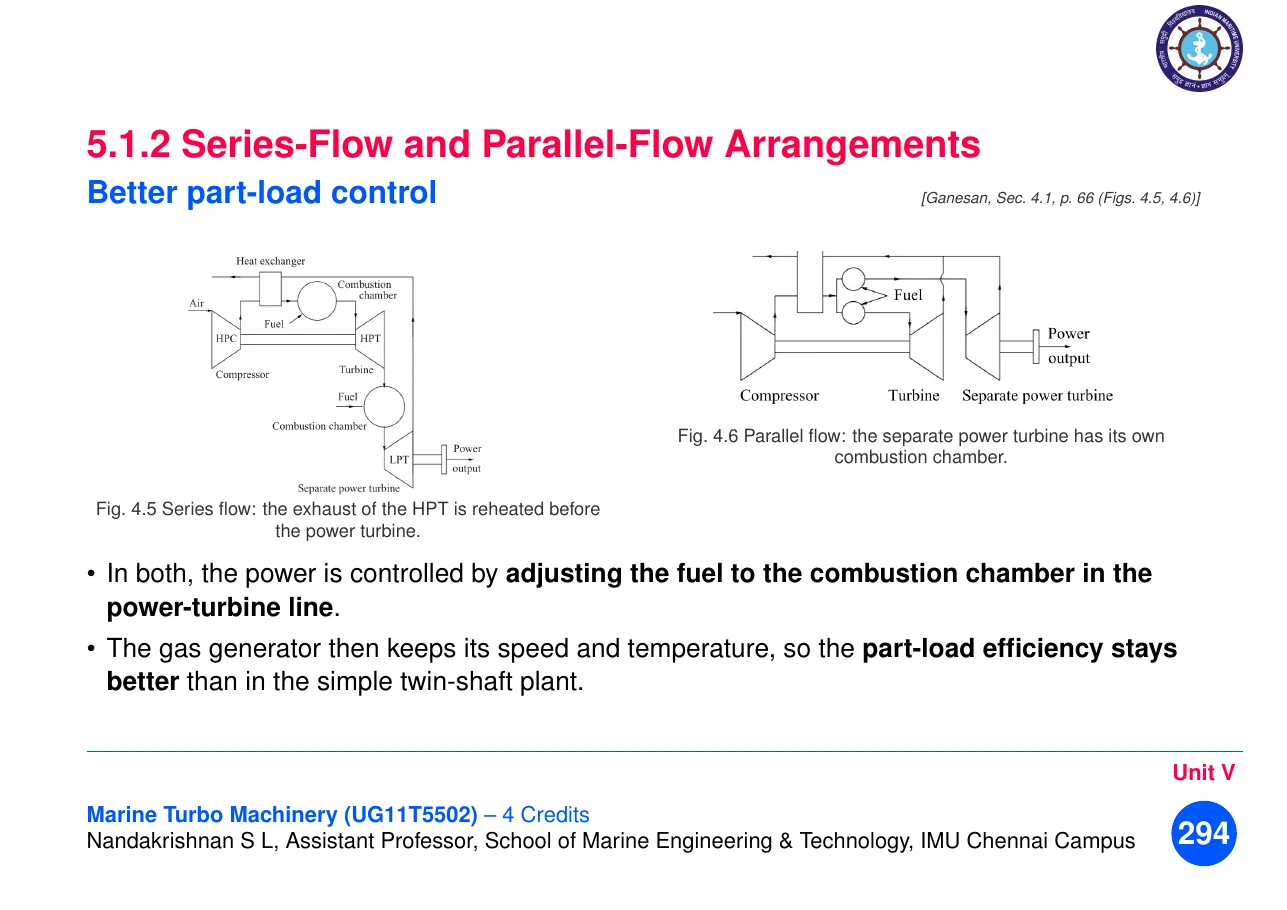 INDIAN MARITIME UNIVERSITY
5.1.2 Series-Flow and Parallel-Flow Arrangements
Better part-load control
[Ganesan, Sec. 4.1, p. 66 (Figs. 4.5, 4.6)]
Heat exchanger
Combustion
chamber
Air
Fuel
HPC
HPT
Compressor
Turbine
Fuel
Combustion chamber
LPT
Power
output
Separate power turbine
Fig. 4.5 Series flow: the exhaust of the HPT is reheated before
the power turbine.
Fuel
Power
output
Compressor
Turbine
Separate power turbine
Fig. 4.6 Parallel flow: the separate power turbine has its own
combustion chamber.
• In both, the power is controlled by adjusting the fuel to the combustion chamber in the
power-turbine line.
• The gas generator then keeps its speed and temperature, so the part-load efficiency stays
better than in the simple twin-shaft plant.
Unit V
Marine Turbo Machinery (UG11T5502) – 4 Credits
Nandakrishnan S L, Assistant Professor, School of Marine Engineering & Technology, IMU Chennai Campus
294